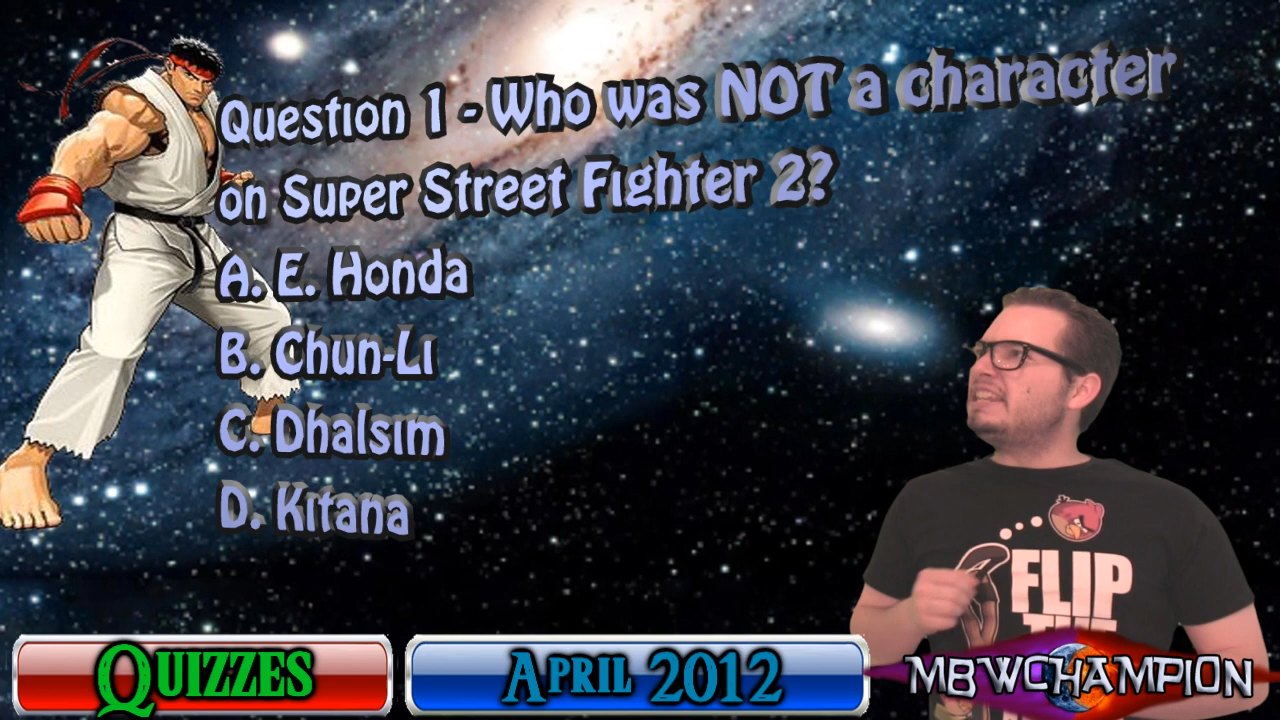 Question 1 - Who was NOT a character
on Super Street Fighter 2?
A. E. Honda
B. Chun-Li
C. Dhalsim
D. Kitana
FLIP
Quizzes
April 2012
MBWCHAMPION